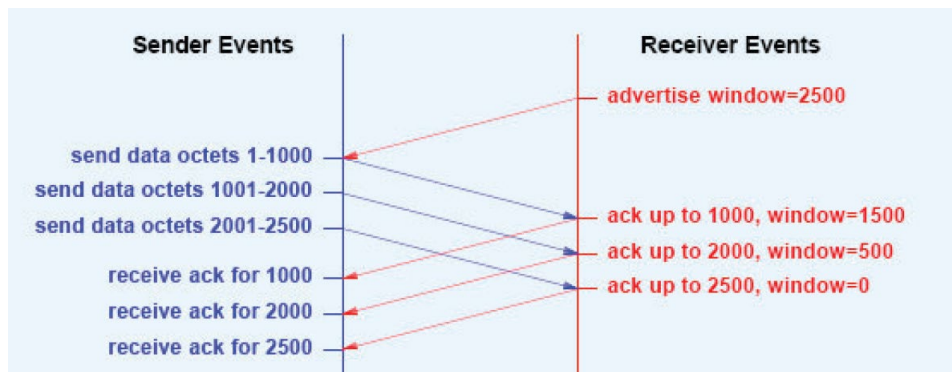 Sender Events
Receiver Events
advertise window=2500
send data octets 1-1000
send data octets 1001-2000
send data octets 2001-2500
ack up to 1000, window=1500
ack up to 2000, window=500
ack up to 2500, window=0
receive ack for 1000
receive ack for 2000
receive ack for 2500